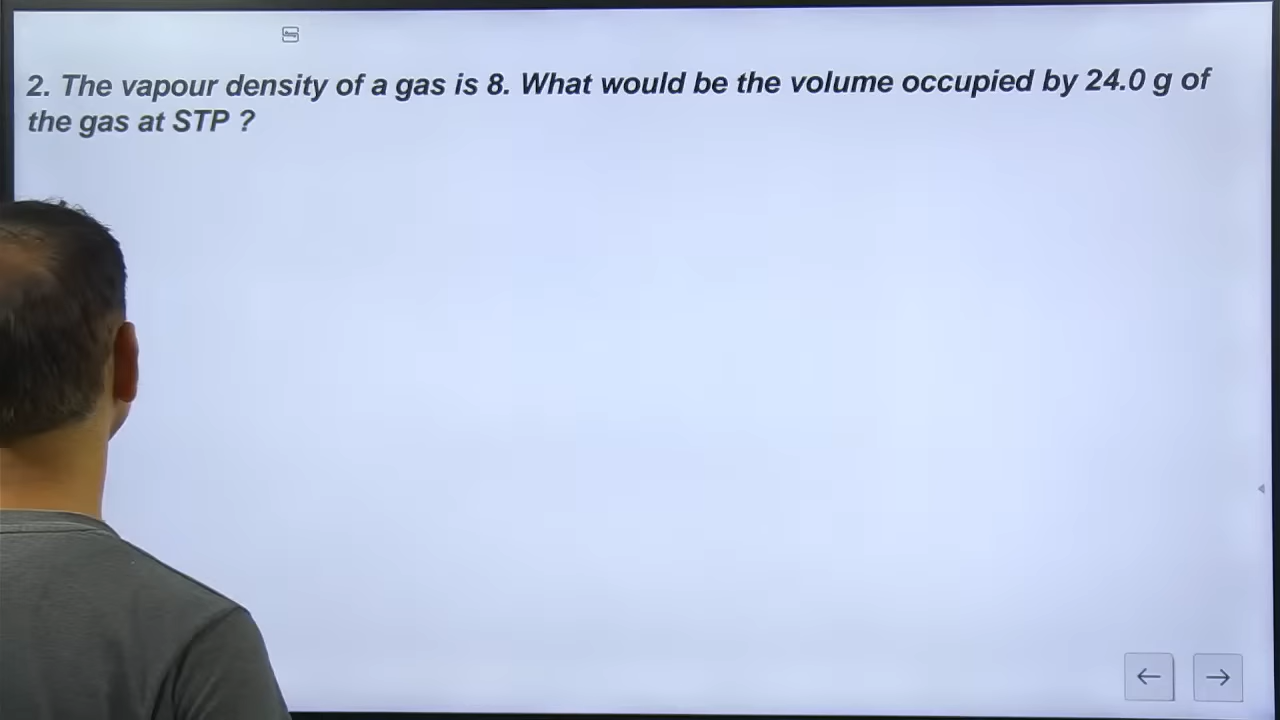 2. The vapour density of a gas is 8. What would be the volume occupied by 24.0 g of
the gas at STP ?